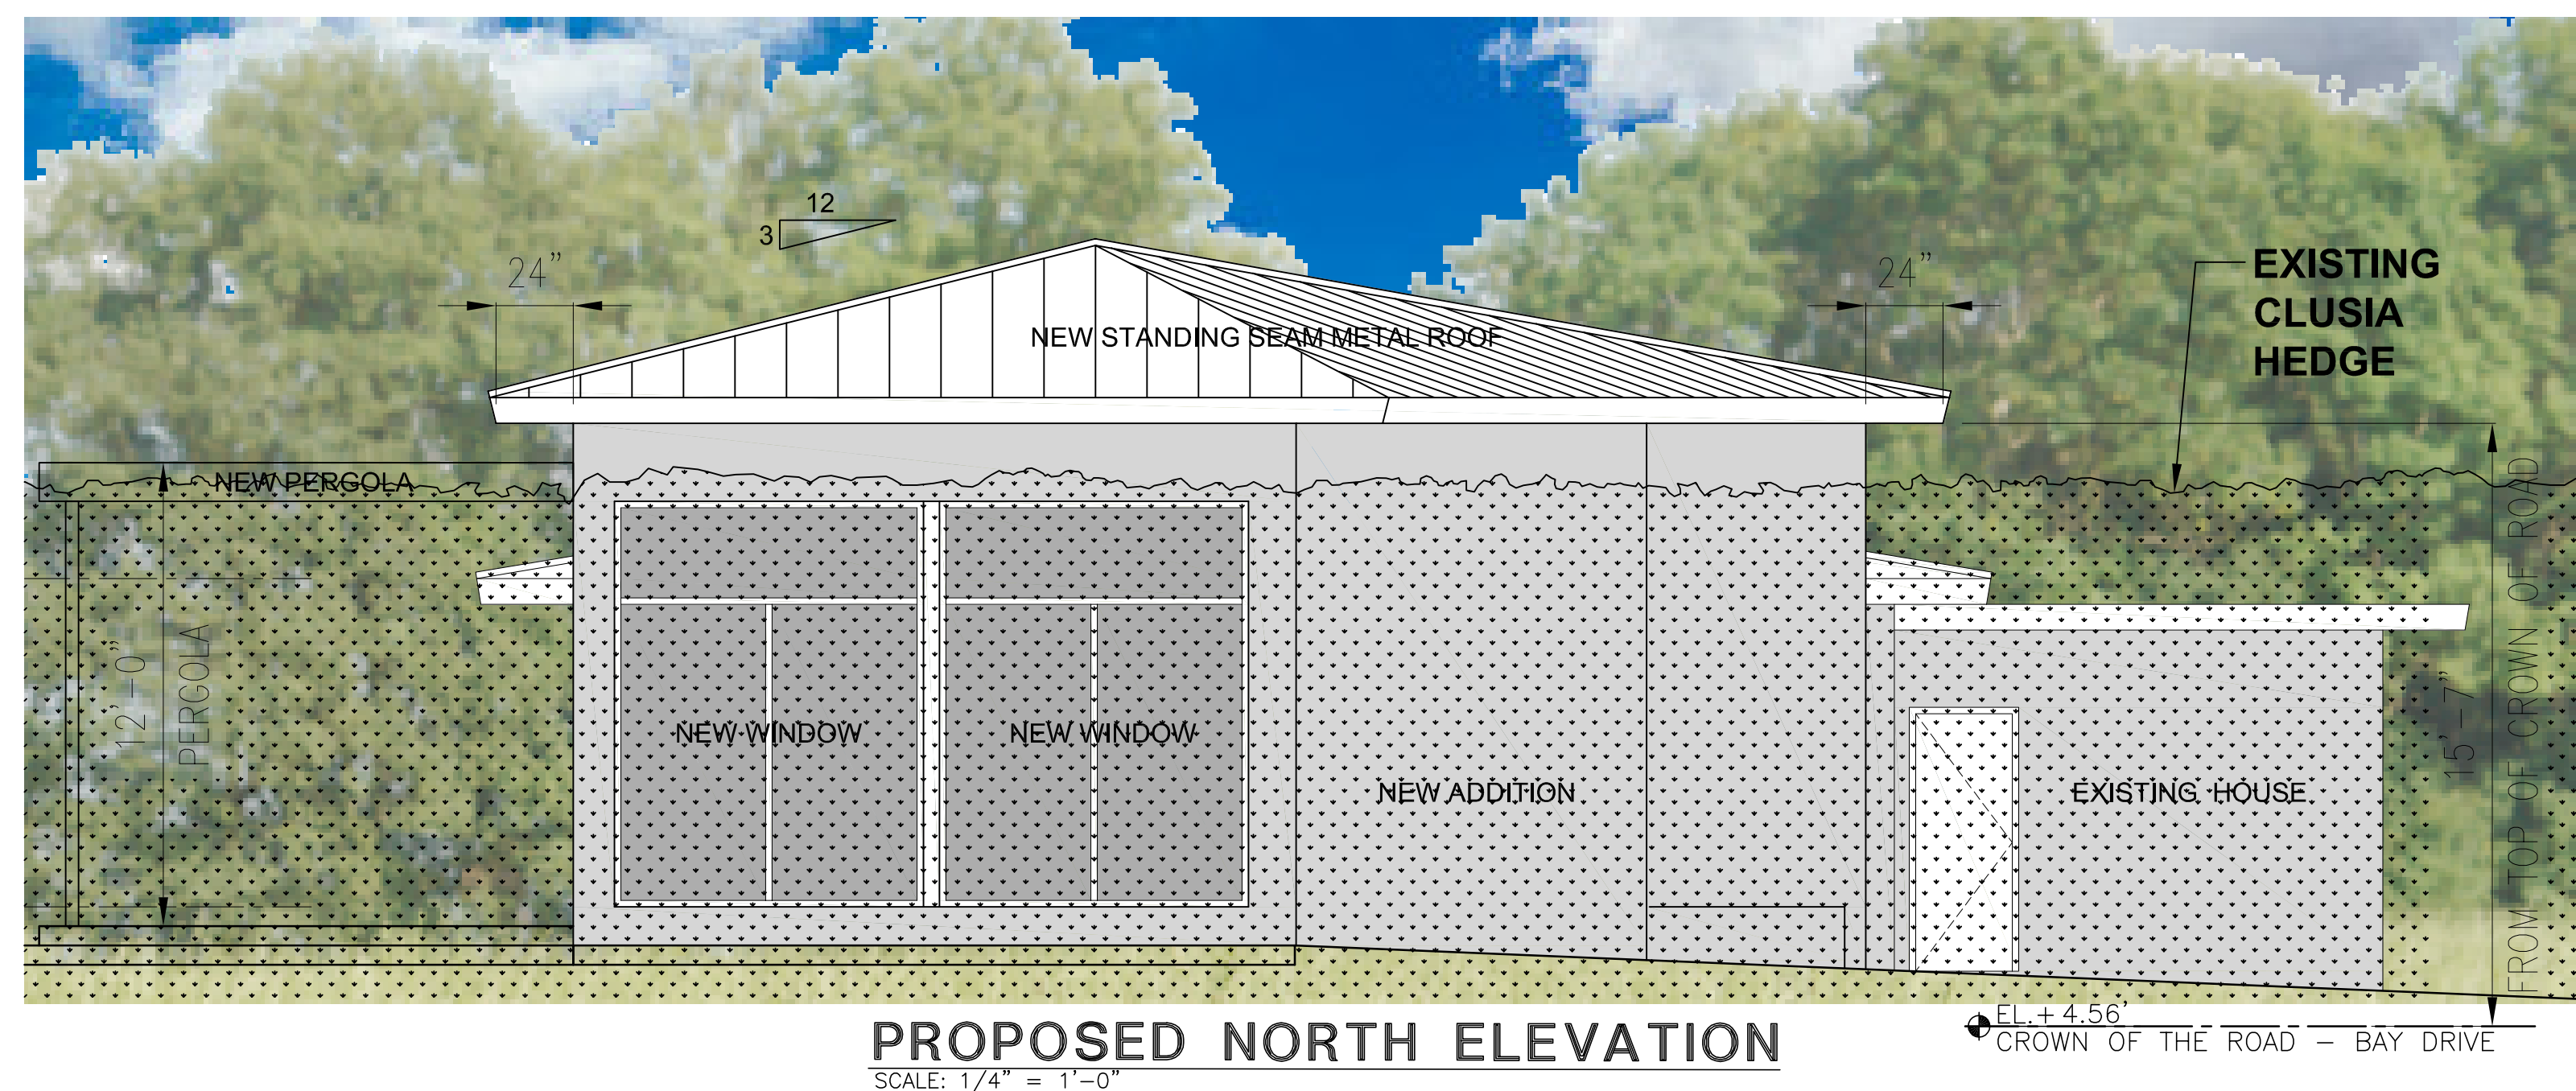 12
3
24"
24"
EXISTING
CLUSIA
HEDGE
NEW STANDING SEAM METAL ROOF
NEW PERGOLA
12'-0"
PERGOLA
NEW WINDOW
NEW WINDOW
NEW ADDITION
EXISTING HOUSE
15'-7"
FROM TOP OF CROWN OF ROAD
EL.+4.56'
CROWN OF THE ROAD - BAY DRIVE
PROPOSED NORTH ELEVATION
SCALE: 1/4" = 1'-0"